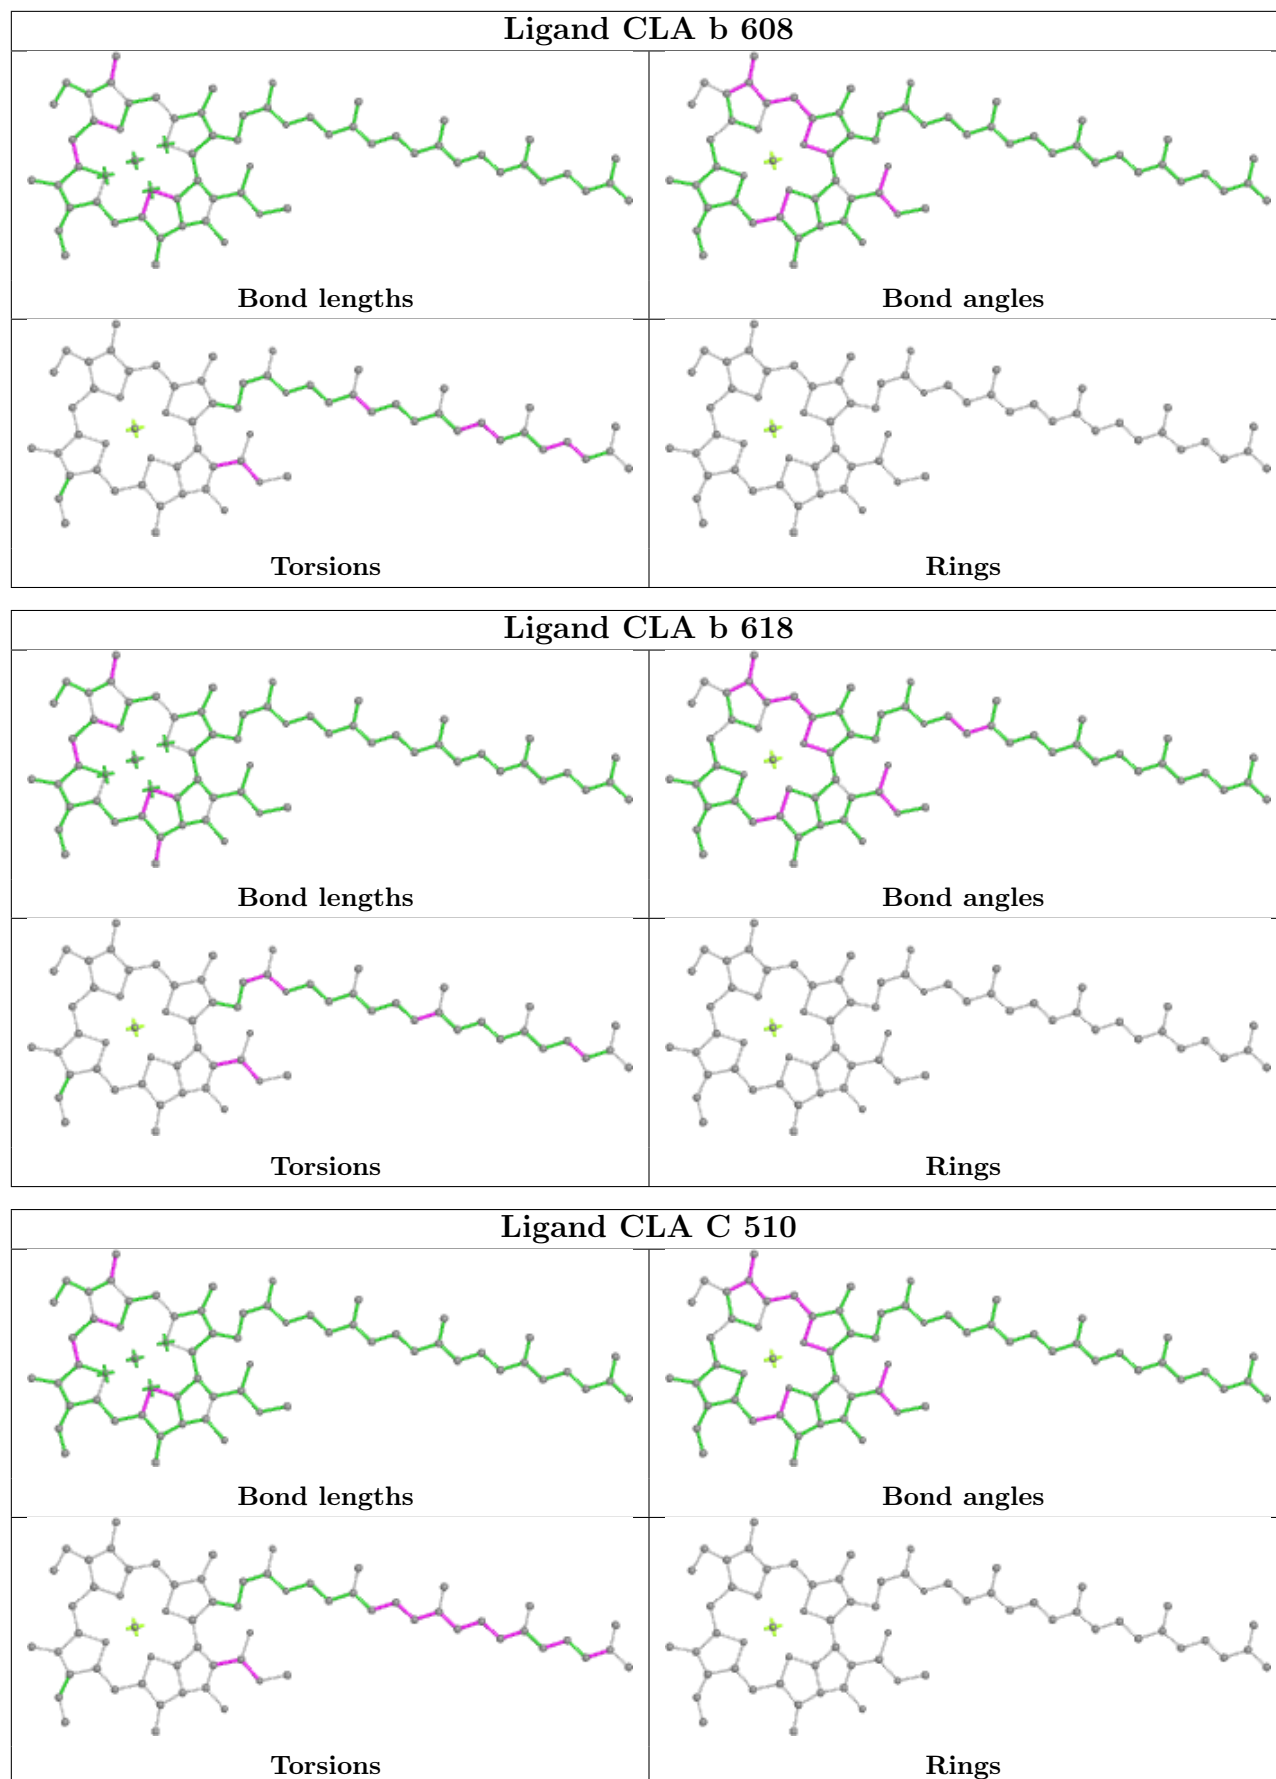 Ligand CLA b 608
Bond lengths
Bond angles
Torsions
Rings
Ligand CLA b 618
Bond lengths
Bond angles
Torsions
Rings
Ligand CLA C 510
Bond lengths
Bond angles
Torsions
Rings